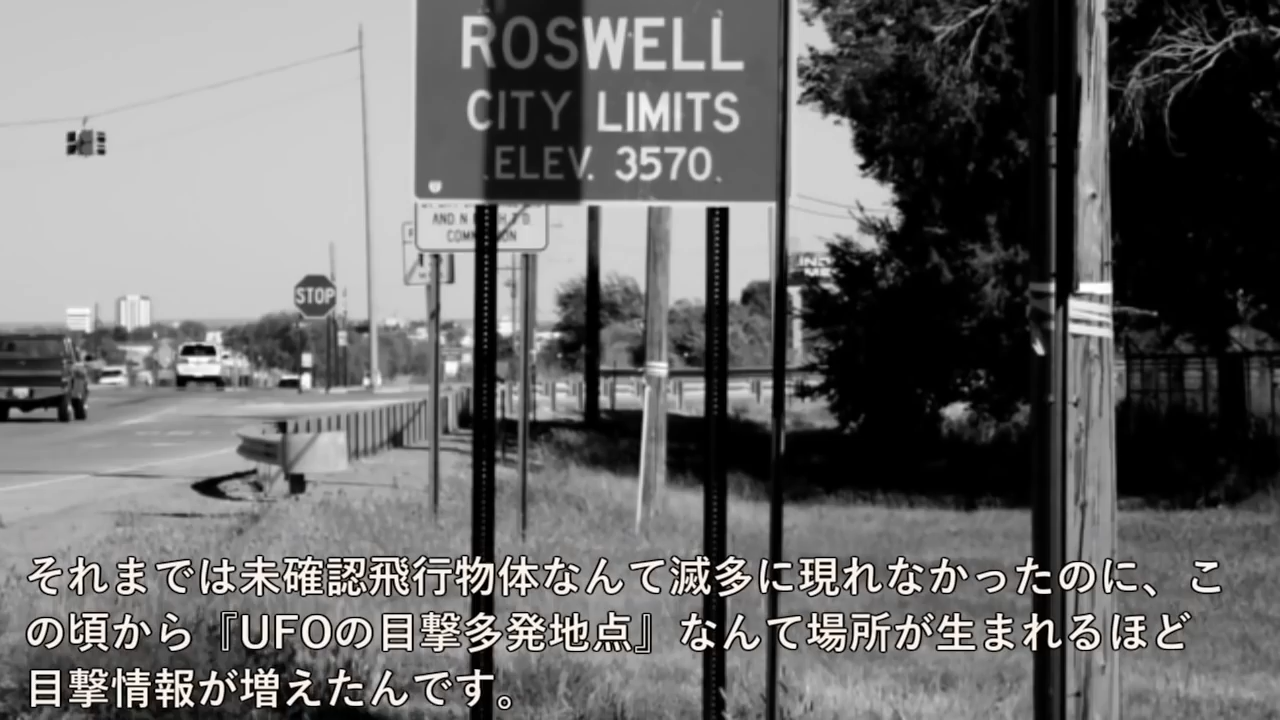 ROSWELL
CITY LIMITS
ELEV. 3570
AND N
COMM
STOP
それまでは未確認飛行物体なんて滅多に現れなかったのに、こ
の頃から『UFOの目撃多発地点』なんて場所が生まれるほど
目撃情報が増えたんです。